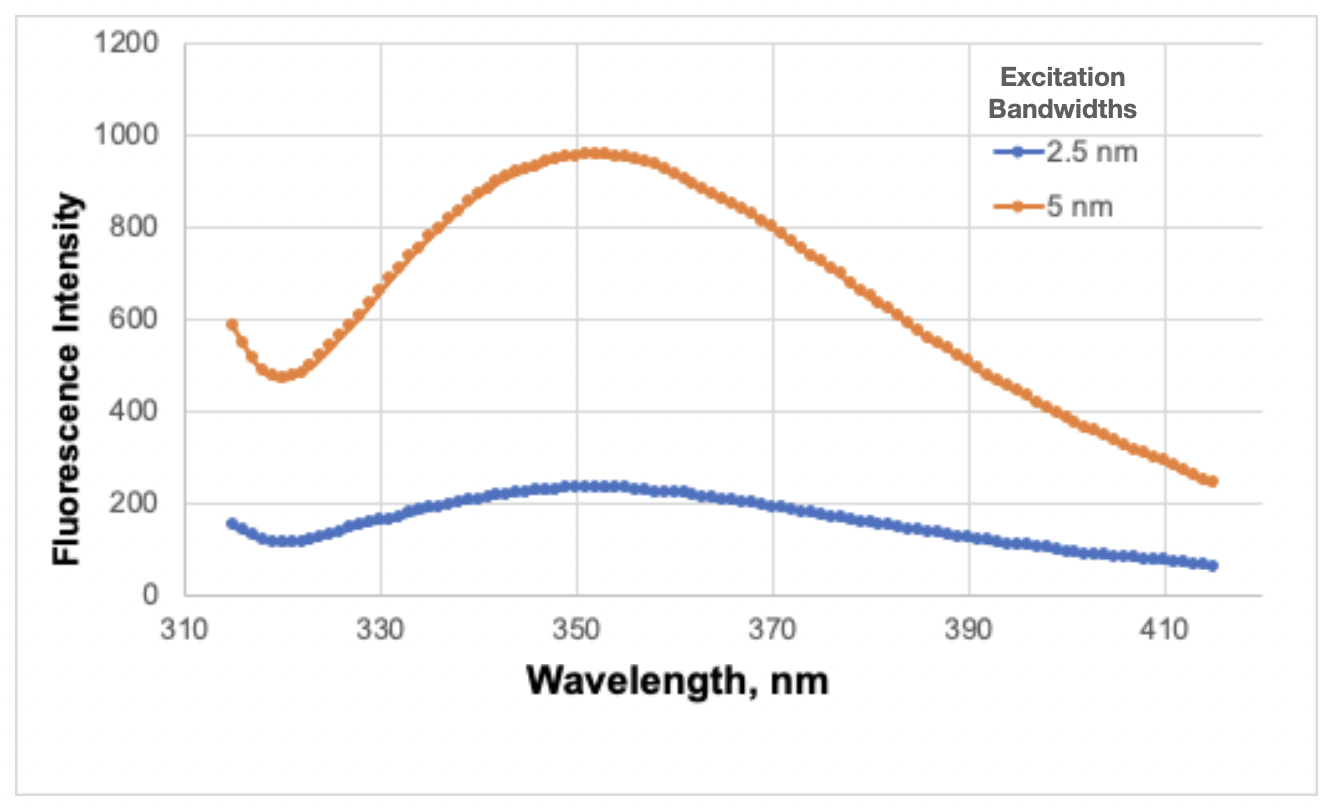 1200
1000
800
600
400
200
0
Fluorescence Intensity
Excitation
Bandwidths
2.5 nm
5 nm
310 330 350 370 390 410
Wavelength, nm